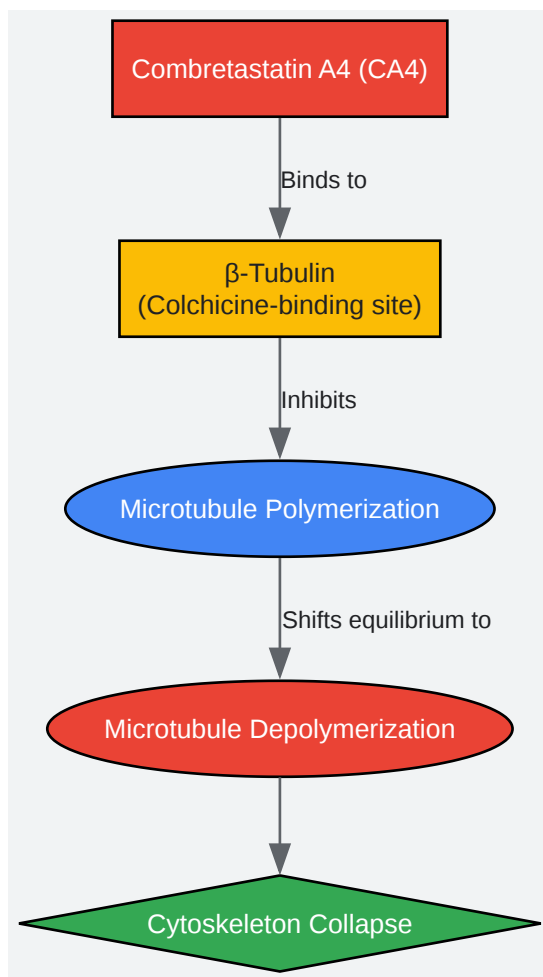 Combretastatin A4 (CA4)
Binds to
β-Tubulin
(Colchicine-binding site)
Inhibits
Microtubule Polymerization
Shifts equilibrium to
Microtubule Depolymerization
Cytoskeleton Collapse